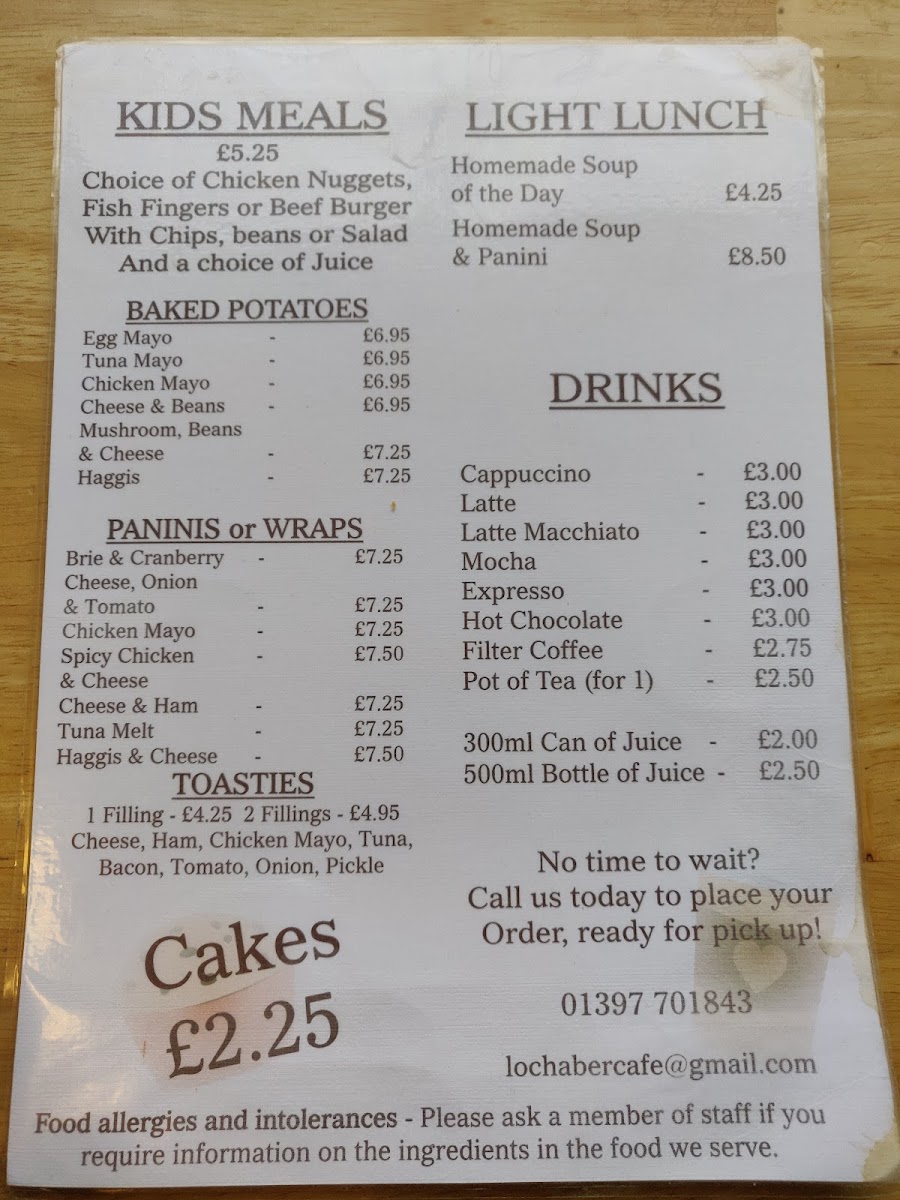 KIDS MEALS
£5.25
Choice of Chicken Nuggets,
Fish Fingers or Beef Burger
With Chips, beans or Salad
And a choice of Juice
BAKED POTATOES
Egg Mayo - £6.95
Tuna Mayo - £6.95
Chicken Mayo - £6.95
Cheese & Beans - £6.95
Mushroom, Beans
& Cheese - £7.25
Haggis - £7.25
PANINIS or WRAPS
Brie & Cranberry - £7.25
Cheese, Onion
& Tomato - £7.25
Chicken Mayo - £7.25
Spicy Chicken - £7.50
& Cheese
Cheese & Ham - £7.25
Tuna Melt - £7.25
Haggis & Cheese - £7.50
TOASTIES
1 Filling - £4.25 2 Fillings - £4.95
Cheese, Ham, Chicken Mayo, Tuna,
Bacon, Tomato, Onion, Pickle
Cakes
£2.25
LIGHT LUNCH
Homemade Soup
of the Day £4.25
Homemade Soup
& Panini £8.50
DRINKS
Cappuccino - £3.00
Latte - £3.00
Latte Macchiato - £3.00
Mocha - £3.00
Expresso - £3.00
Hot Chocolate - £3.00
Filter Coffee - £2.75
Pot of Tea (for 1) - £2.50
300ml Can of Juice - £2.00
500ml Bottle of Juice - £2.50
No time to wait?
Call us today to place your
Order, ready for pick up!
01397 701843
lochabercafe@gmail.com
Food allergies and intolerances - Please ask a member of staff if you
require information on the ingredients in the food we serve.